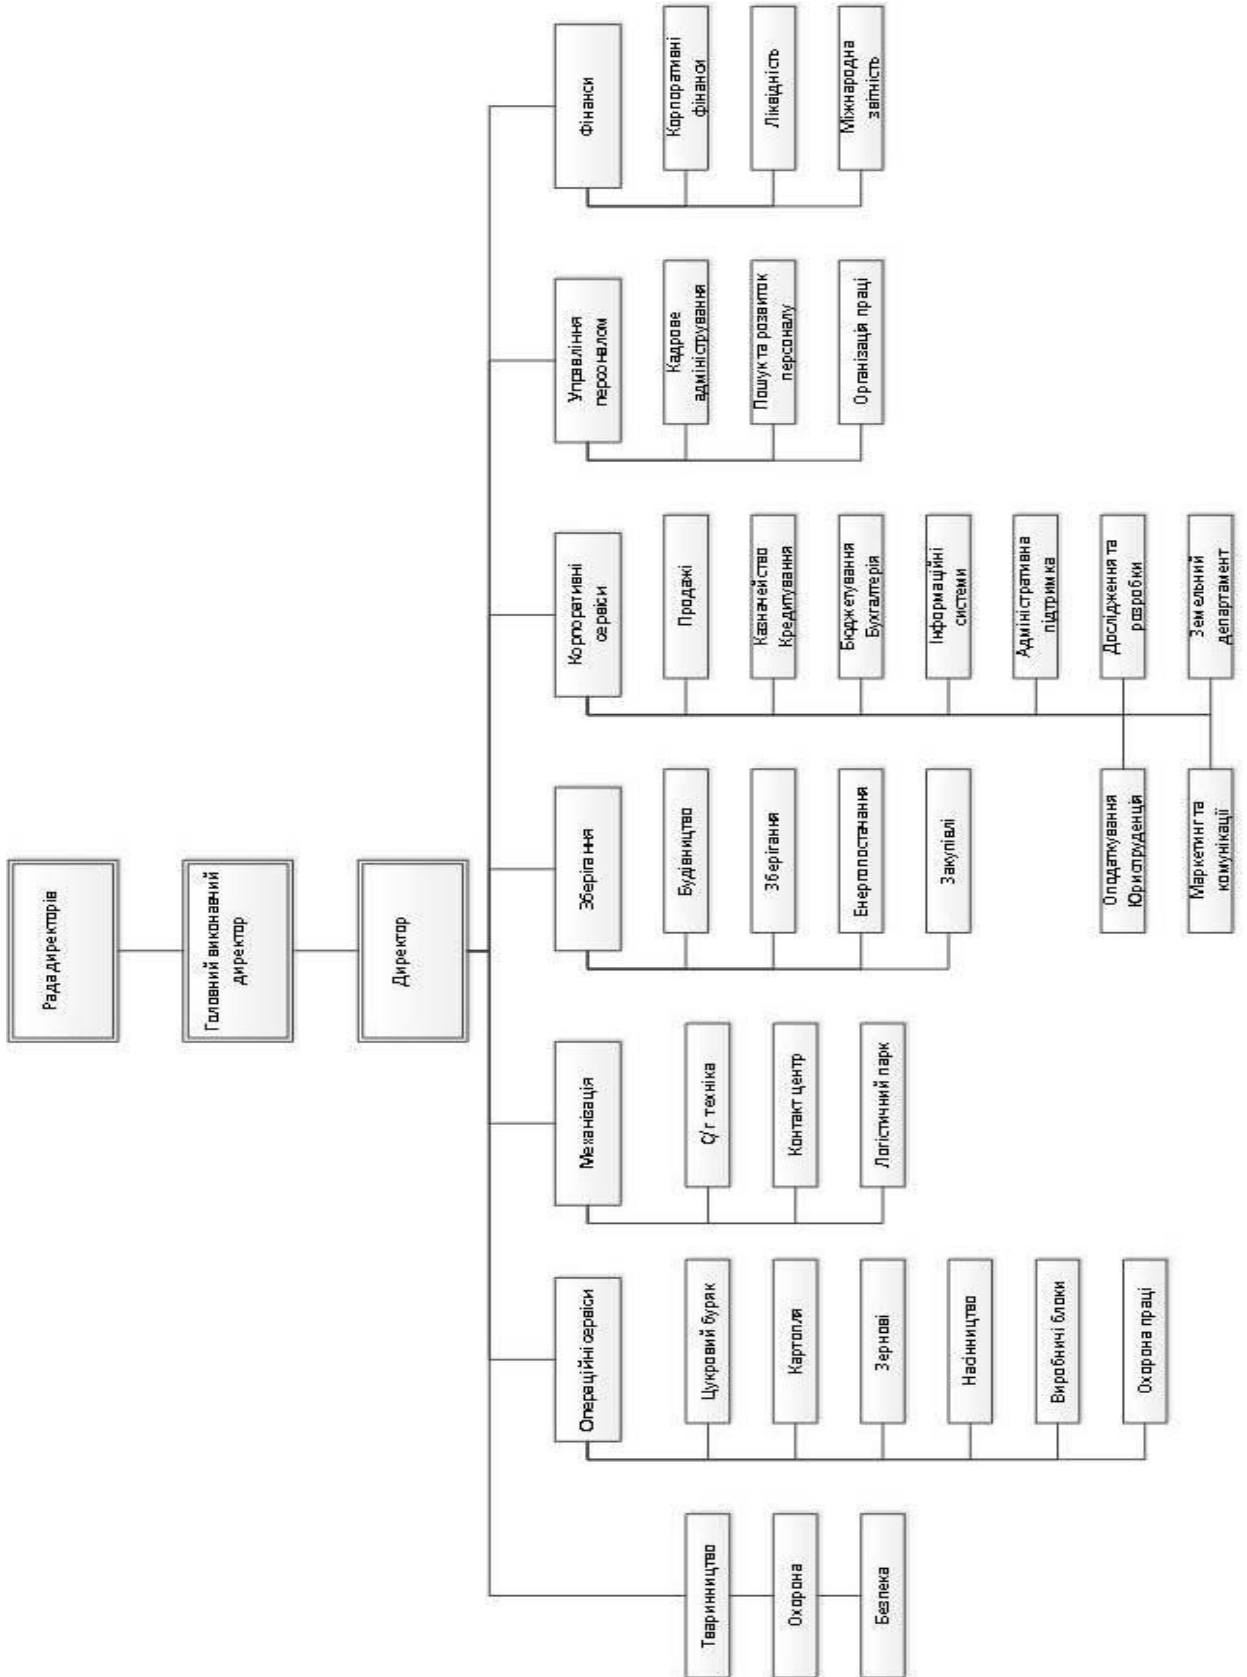 Рада директорів
Головний виконавчий
директор
Директор
Тваринництво
Охорона
Безпека
Операційні сервіси
Цукровий буряк
Картопля
Зернові
Насінництво
Виробничі блоки
Охорона праці
Механізація
С/г техніка
Контакт центр
Логістичний парк
Зберігання
Будівництво
Зберігання
Енергопостачання
Закупівлі
Корпоративні
сервіси
Продажі
Казначейство
Кредитування
Бюджетування
Бухгалтерія
Інформаційні
системи
Адміністративна
підтримка
Оподаткування
Юриспруденція
Дослідження та
розробки
Маркетинг та
комунікації
Земельний
департамент
Управління
персоналом
Кадрове
адміністрування
Пошук та розвиток
персоналу
Організація праці
Фінанси
Корпоративні
фінанси
Ліквідність
Міжнародна
звітність